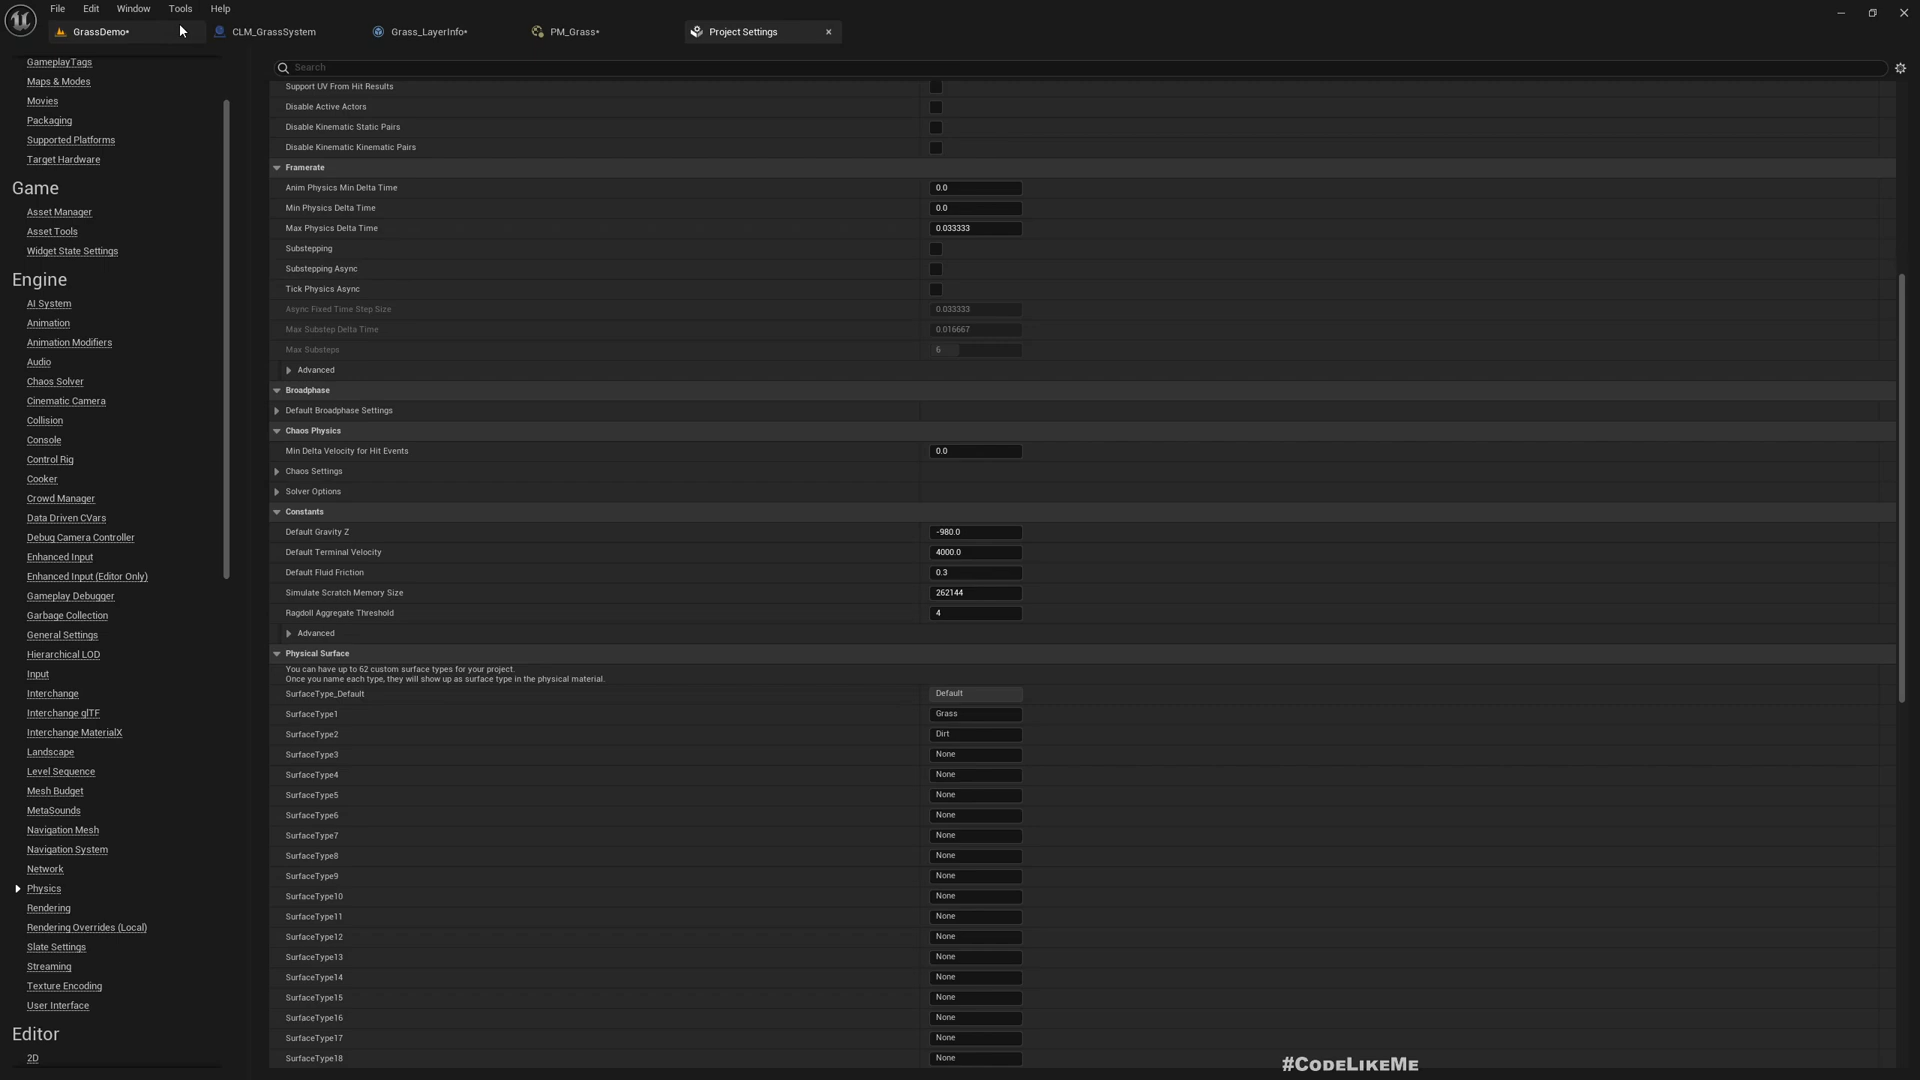 File Edit Window Tools Help
GrassDemo* CLM_GrassSystem Grass_LayerInfo* PM_Grass* Project Settings ×
Search
GameplayTags
Maps & Modes
Movies
Packaging
Supported Platforms
Target Hardware
Game
Asset Manager
Asset Tools
Widget State Settings
Engine
AI System
Animation
Animation Modifiers
Audio
Chaos Solver
Cinematic Camera
Collision
Console
Control Rig
Cooker
Crowd Manager
Data Driven CVars
Debug Camera Controller
Enhanced Input
Enhanced Input (Editor Only)
Gameplay Debugger
Garbage Collection
General Settings
Hierarchical LOD
Input
Interchange
Interchange glTF
Interchange MaterialX
Landscape
Level Sequence
Mesh Budget
MetaSounds
Navigation Mesh
Navigation System
Network
Physics
Rendering
Rendering Overrides (Local)
Slate Settings
Streaming
Texture Encoding
User Interface
Editor
2D
Support UV From Hit Results
Disable Active Actors
Disable Kinematic Static Pairs
Disable Kinematic Kinematic Pairs
Framerate
Anim Physics Min Delta Time 0.0
Min Physics Delta Time 0.0
Max Physics Delta Time 0.033333
Substepping
Substepping Async
Tick Physics Async
Async Fixed Time Step Size 0.033333
Max Substep Delta Time 0.016667
Max Substeps 6
Advanced
Broadphase
Default Broadphase Settings
Chaos Physics
Min Delta Velocity for Hit Events 0.0
Chaos Settings
Solver Options
Constants
Default Gravity Z -980.0
Default Terminal Velocity 4000.0
Default Fluid Friction 0.3
Simulate Scratch Memory Size 262144
Ragdoll Aggregate Threshold 4
Advanced
Physical Surface
You can have up to 62 custom surface types for your project.
Once you name each type, they will show up as surface type in the physical material.
SurfaceType_Default Default
SurfaceType1 Grass
SurfaceType2 Dirt
SurfaceType3 None
SurfaceType4 None
SurfaceType5 None
SurfaceType6 None
SurfaceType7 None
SurfaceType8 None
SurfaceType9 None
SurfaceType10 None
SurfaceType11 None
SurfaceType12 None
SurfaceType13 None
SurfaceType14 None
SurfaceType15 None
SurfaceType16 None
SurfaceType17 None
SurfaceType18 None
#CodeLikeMe